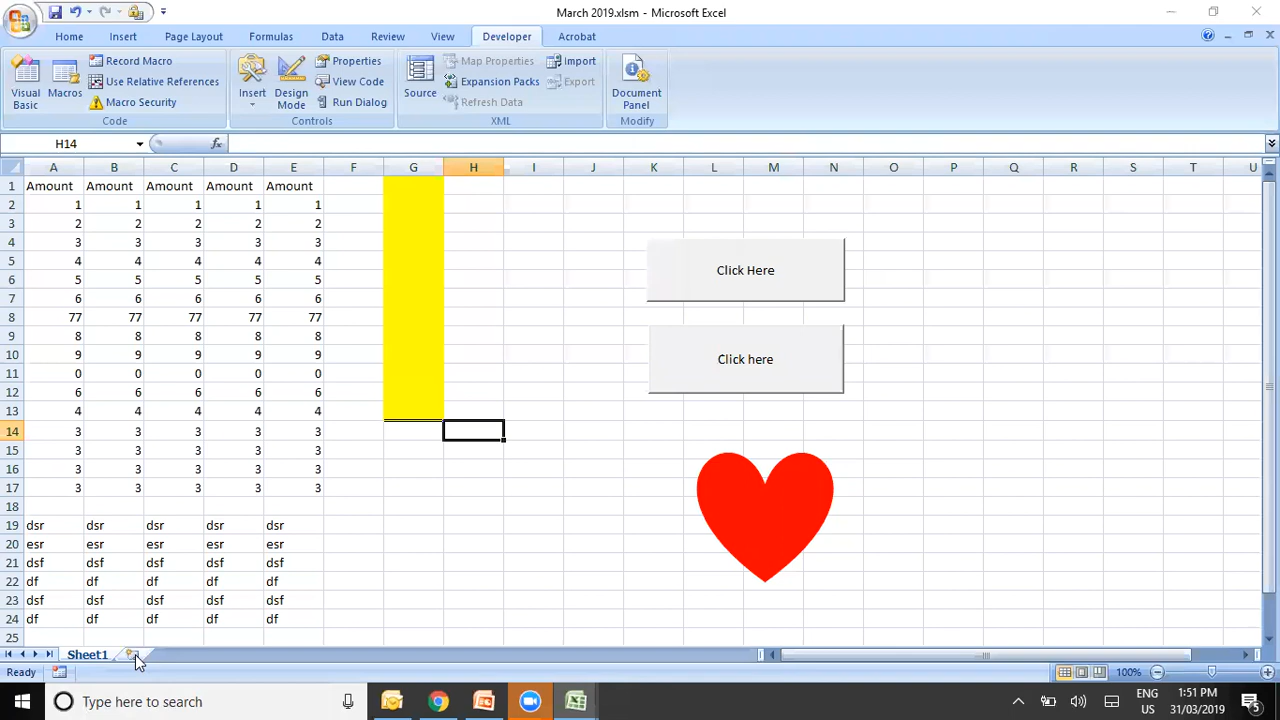 March 2019.xlsm - Microsoft Excel
Home Insert Page Layout Formulas Data Review View Developer Acrobat
Visual Basic Macros Record Macro Use Relative References Macro Security Code
Insert Design Mode Properties View Code Run Dialog Controls
Source Map Properties Expansion Packs Refresh Data Import Export XML
Document Panel Modify
H14 fx
A B C D E F G H I J K L M N O P Q R S T U
1 Amount Amount Amount Amount Amount
2 1 1 1 1 1
3 2 2 2 2 2
4 3 3 3 3 3
5 4 4 4 4 4
6 5 5 5 5 5
7 6 6 6 6 6
8 77 77 77 77 77
9 8 8 8 8 8
10 9 9 9 9 9
11 0 0 0 0 0
12 6 6 6 6 6
13 4 4 4 4 4
14 3 3 3 3 3
15 3 3 3 3 3
16 3 3 3 3 3
17 3 3 3 3 3
18
19 dsr dsr dsr dsr dsr
20 esr esr esr esr esr
21 dsf dsf dsf dsf dsf
22 df df df df df
23 dsf dsf dsf dsf dsf
24 df df df df df
25
Click Here
Click here
Sheet1
Ready 100%
Type here to search
ENG 1:51 PM
US 31/03/2019 5